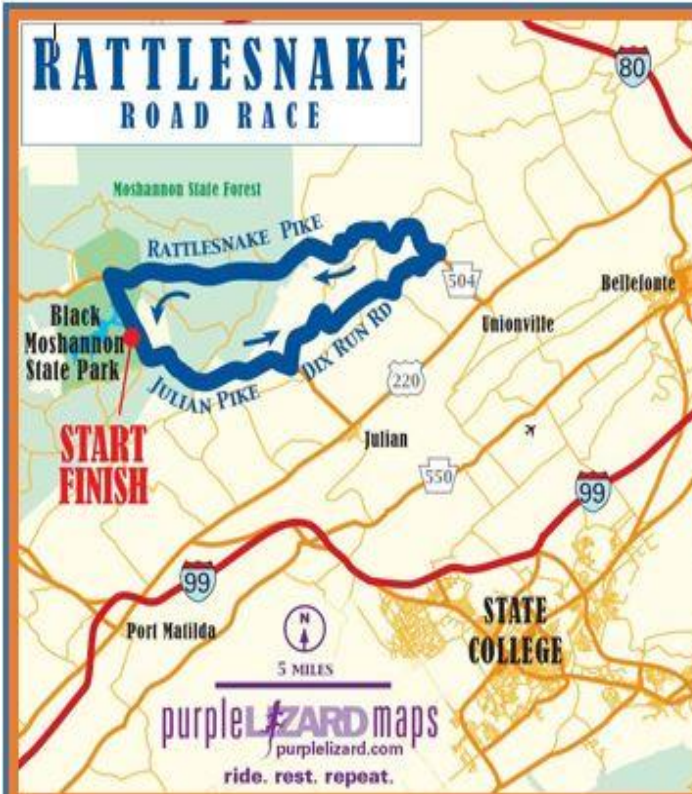 RATTLESNAKE
ROAD RACE
80
Moshannon State Forest
RATTLESNAKE PIKE
504
Bellefonte
Unionville
Black
Moshannon
State Park
DIX RUN RD
JULIAN PIKE
220
Julian
START
FINISH
550
99
99
STATE
COLLEGE
Port Matilda
N
5 MILES
purpleLIZARDmaps
purplelizard.com
ride. rest. repeat.